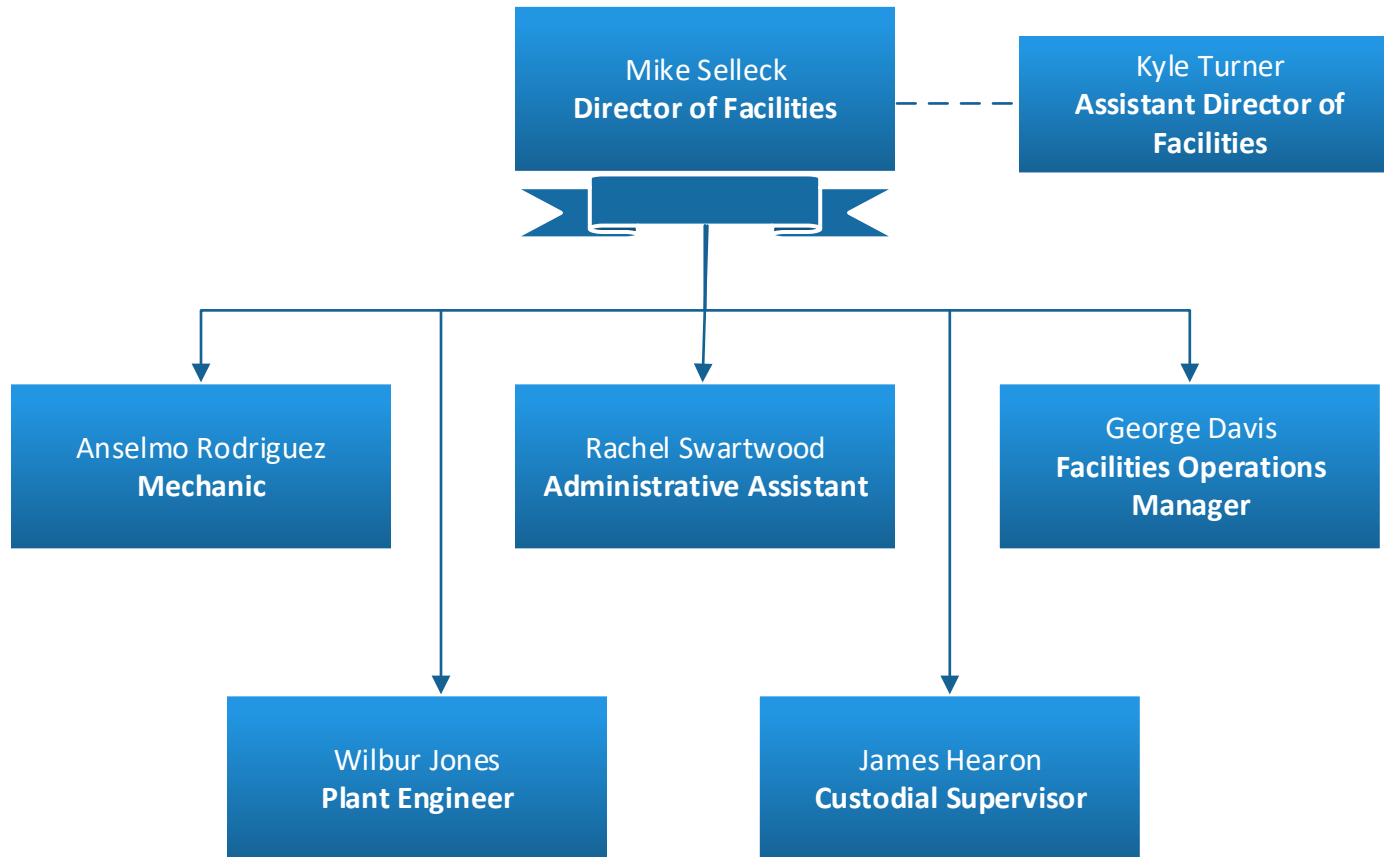 Mike Selleck
Director of Facilities
Kyle Turner
Assistant Director of
Facilities
Anselmo Rodriguez
Mechanic
Rachel Swartwood
Administrative Assistant
George Davis
Facilities Operations
Manager
Wilbur Jones
Plant Engineer
James Hearon
Custodial Supervisor